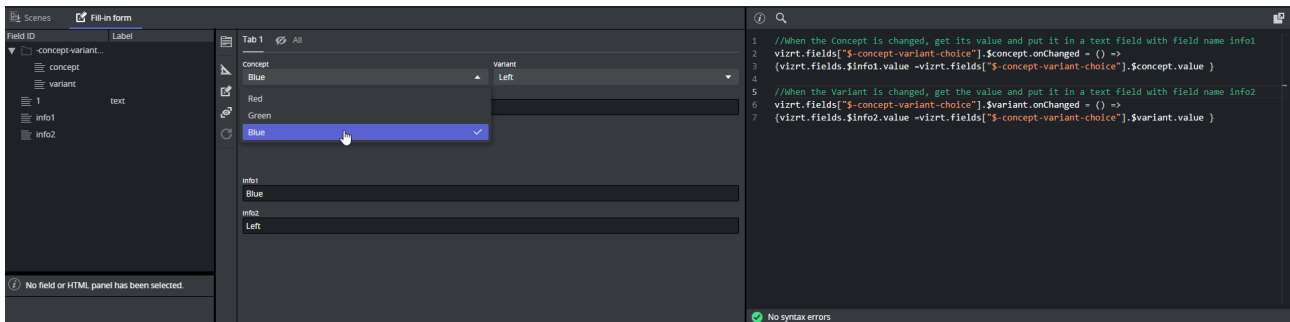 Scenes
Fill-in form
Field ID
Label
-concept-variant...
concept
variant
1
text
info1
info2
No field or HTML panel has been selected.
Tab 1
All
Concept
Variant
Blue
Left
Red
Green
Blue
info1
Blue
info2
Left
1 //When the Concept is changed, get its value and put it in a text field with field name info1
2 vizrt.fields["$-concept-variant-choice"].$concept.onChanged = () =>
3 {vizrt.fields.$info1.value =vizrt.fields["$-concept-variant-choice"].$concept.value }
4
5 //When the Variant is changed, get the value and put it in a text field with field name info2
6 vizrt.fields["$-concept-variant-choice"].$variant.onChanged = () =>
7 {vizrt.fields.$info2.value =vizrt.fields["$-concept-variant-choice"].$variant.value }
No syntax errors